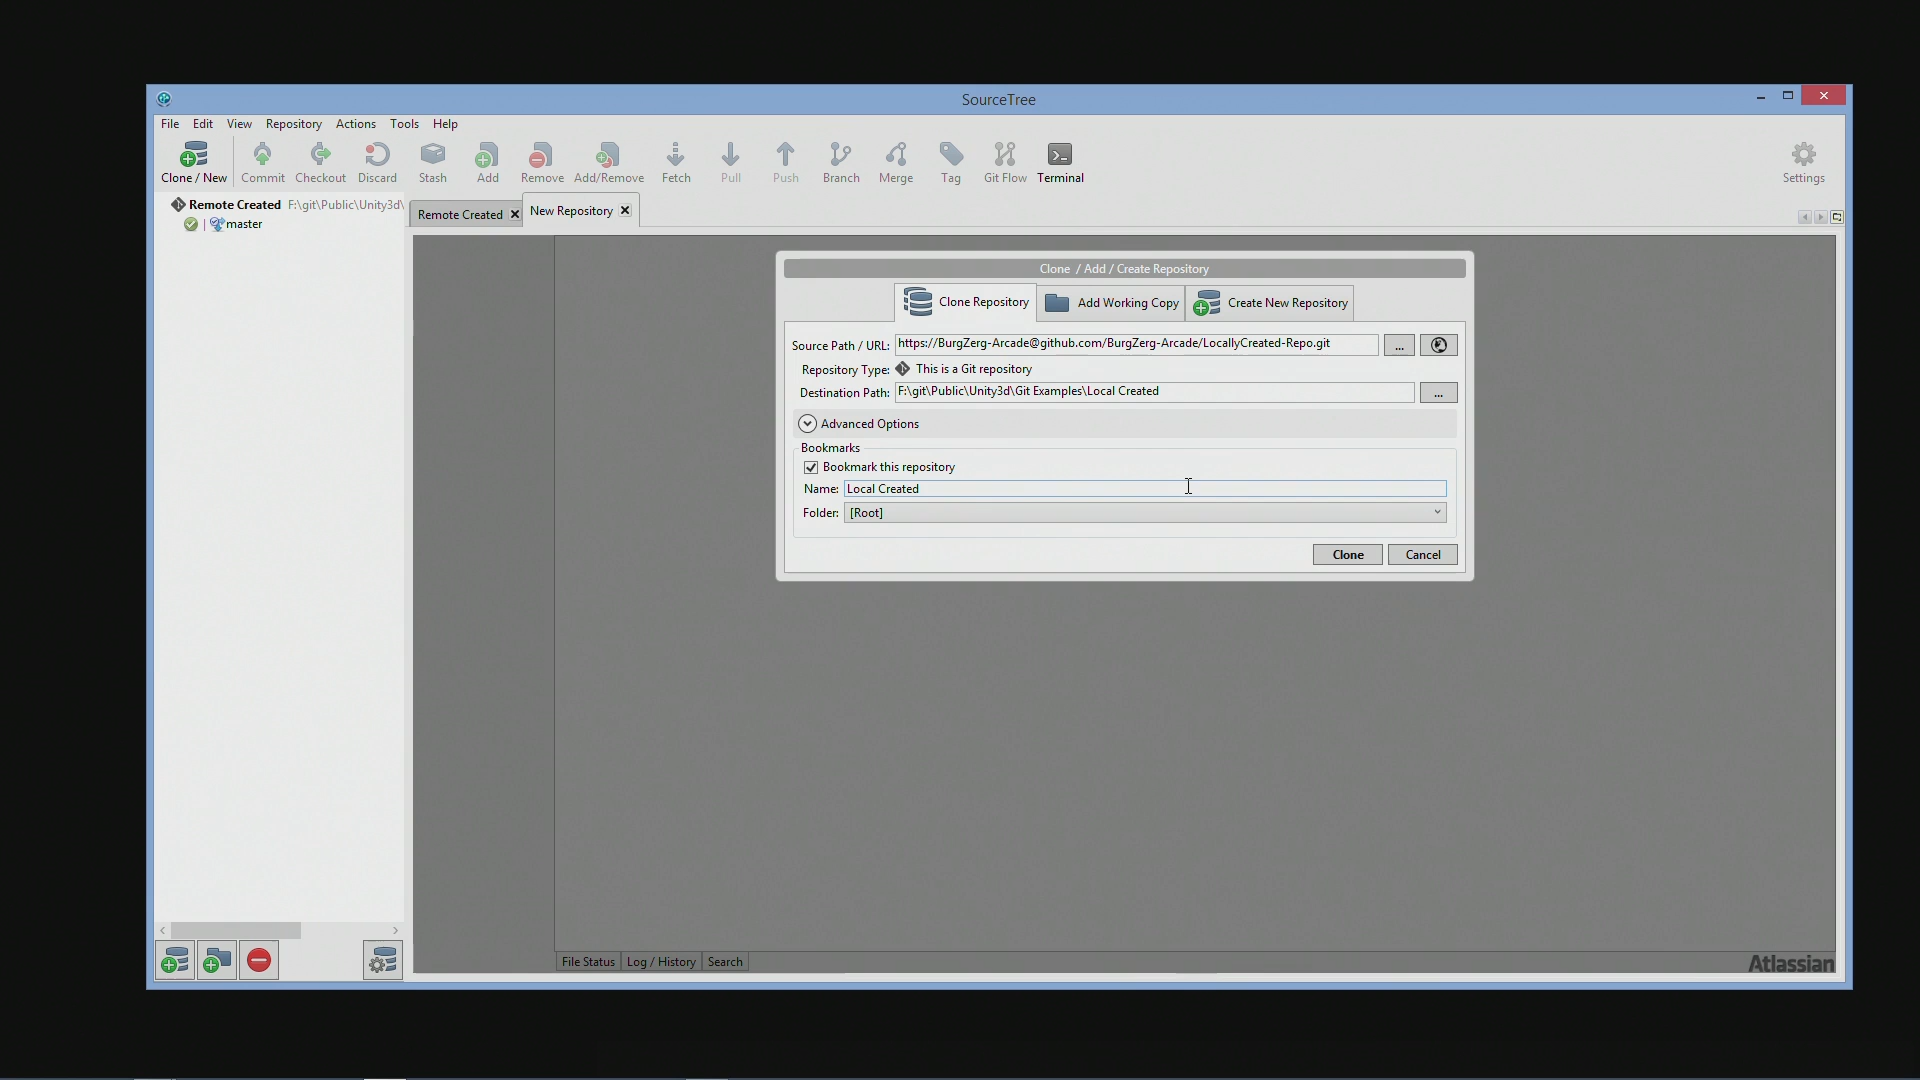 SourceTree
File Edit View Repository Actions Tools Help
Clone / New Commit Checkout Discard Stash Add Remove Add/Remove Fetch Pull Push Branch Merge Tag Git Flow Terminal Settings
Remote Created F:\git\Public\Unity3d\
master
Remote Created New Repository
Clone / Add / Create Repository
Clone Repository Add Working Copy Create New Repository
Source Path / URL: https://BurgZerg-Arcade@github.com/BurgZerg-Arcade/LocallyCreated-Repo.git ...
Repository Type: This is a Git repository
Destination Path: F:\git\Public\Unity3d\Git Examples\Local Created ...
Advanced Options
Bookmarks
Bookmark this repository
Name: Local Created
Folder: [Root]
Clone Cancel
File Status Log / History Search
Atlassian